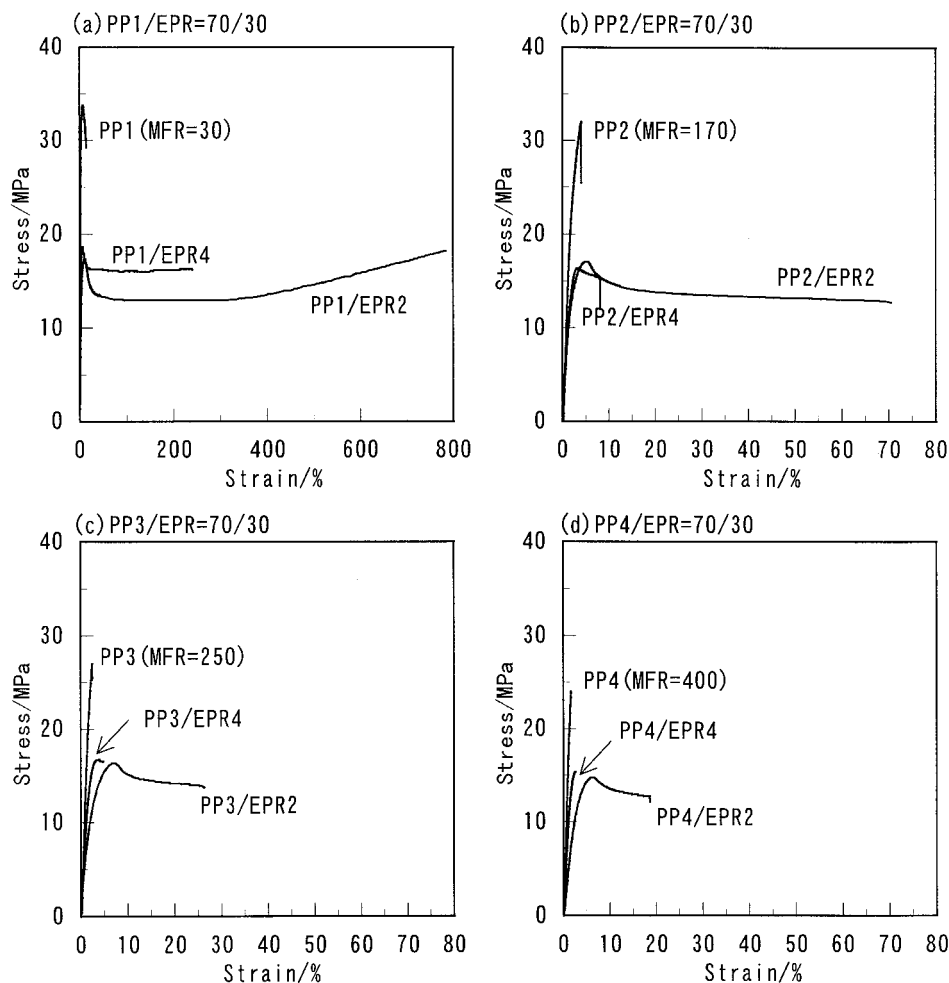 (a) PP1/EPR=70/30
40
30
20
10
0
Stress/MPa
PP1(MFR=30)
PP1/EPR4
PP1/EPR2
0 200 400 600 800
Strain/%
(b) PP2/EPR=70/30
40
30
20
10
0
Stress/MPa
PP2(MFR=170)
PP2/EPR2
PP2/EPR4
0 10 20 30 40 50 60 70 80
Strain/%
(c) PP3/EPR=70/30
40
30
20
10
0
Stress/MPa
PP3(MFR=250)
PP3/EPR4
PP3/EPR2
0 10 20 30 40 50 60 70 80
Strain/%
(d) PP4/EPR=70/30
40
30
20
10
0
Stress/MPa
PP4(MFR=400)
PP4/EPR4
PP4/EPR2
0 10 20 30 40 50 60 70 80
Strain/%